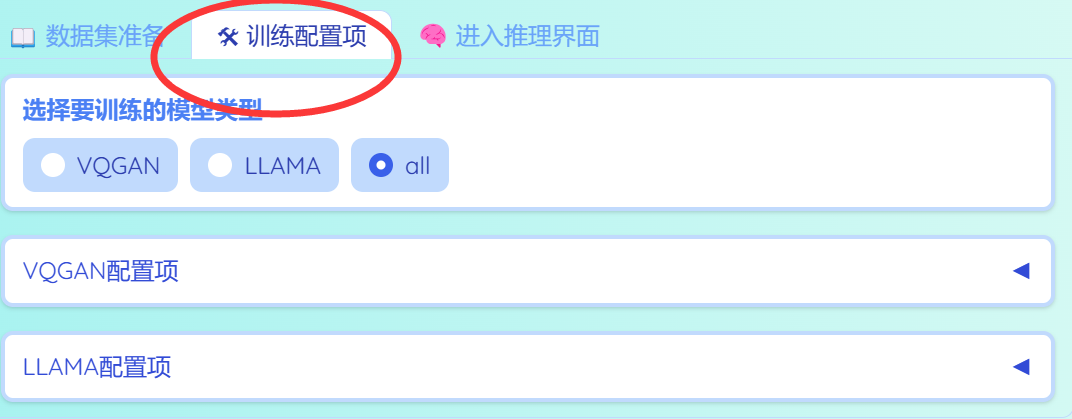 数据集准备 训练配置项 进入推理界面
选择要训练的模型类型
VQGAN LLAMA all
VQGAN配置项
LLAMA配置项